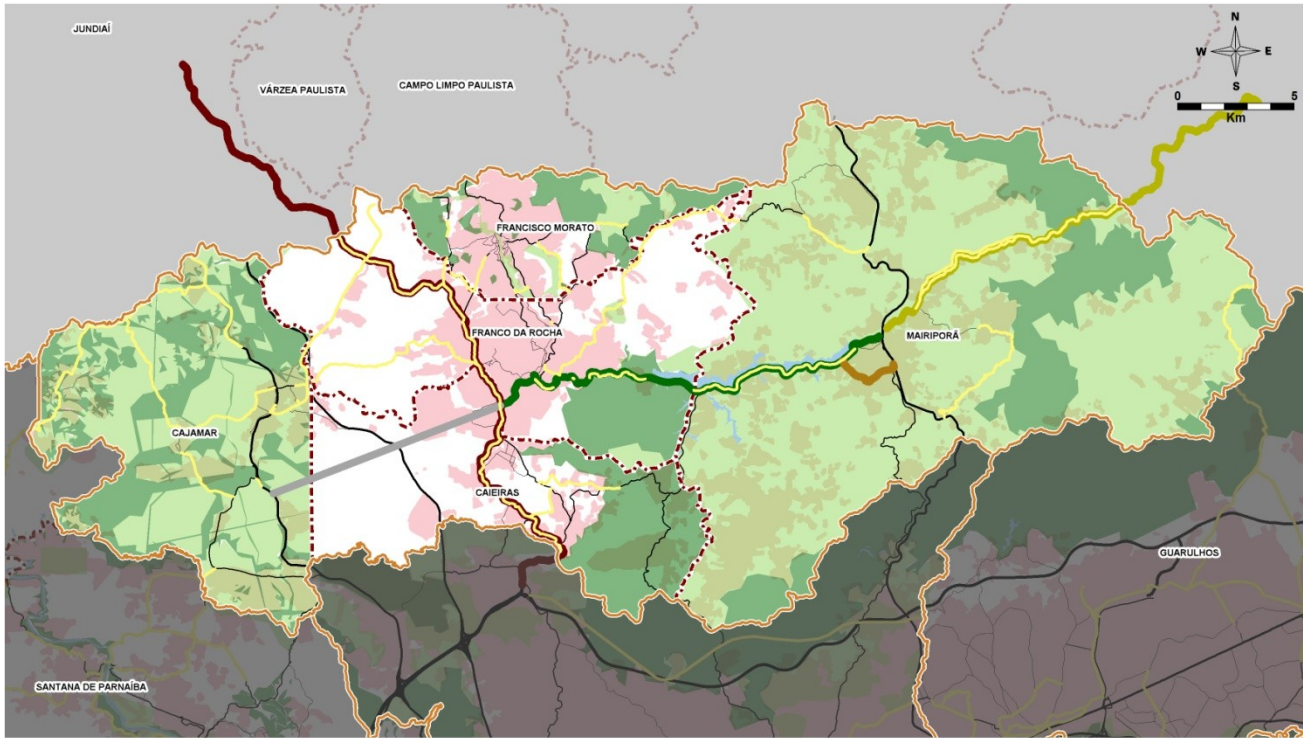 JUNDIAÍ
VÁRZEA PAULISTA
CAMPO LIMPO PAULISTA
N
W
E
S
0
5
Km
FRANCISCO MORATO
FRANCO DA ROCHA
MAIRIPORÃ
CAJAMAR
CAIEIRAS
GUARULHOS
SANTANA DE PARNAÍBA